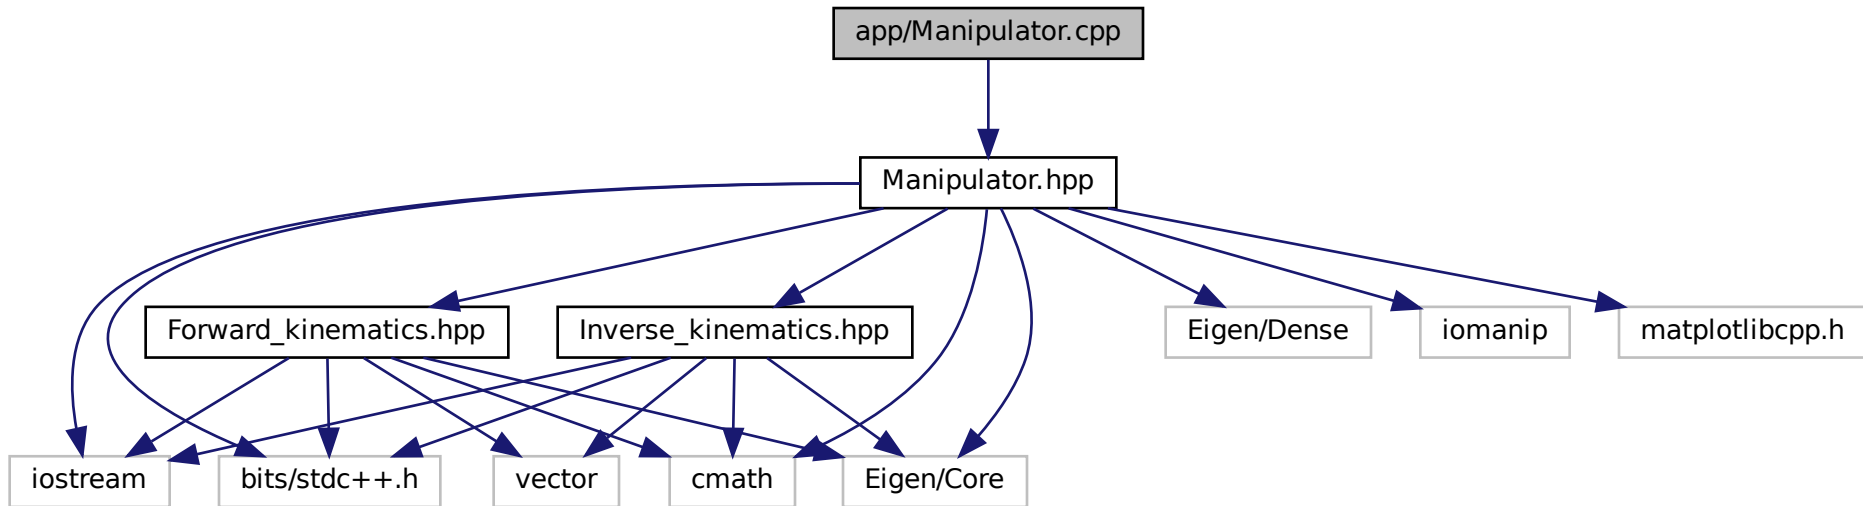 app/Manipulator.cpp
Manipulator.hpp
Forward_kinematics.hpp
Inverse_kinematics.hpp
Eigen/Dense
iomanip
matplotlibcpp.h
iostream
bits/stdc++.h
vector
cmath
Eigen/Core